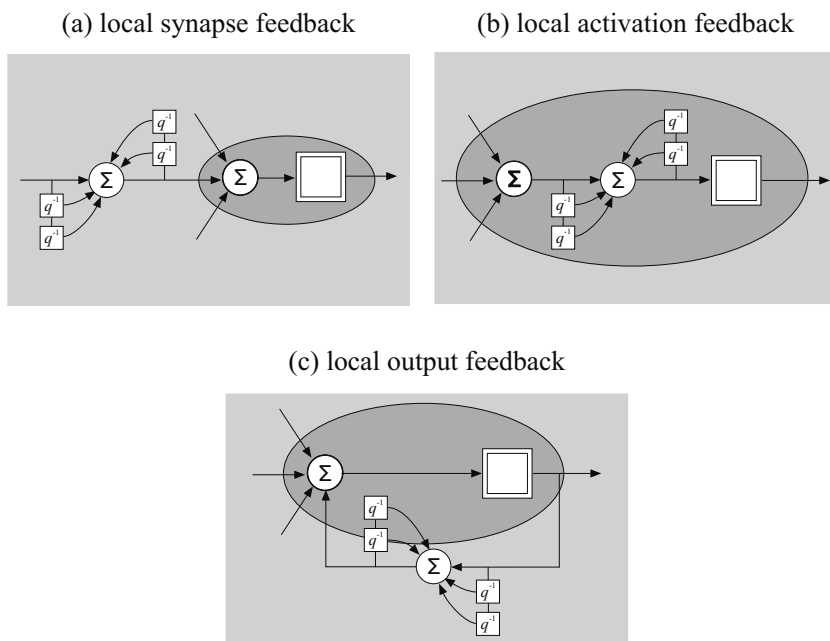 (a) local synapse feedback
(b) local activation feedback
q⁻¹
q⁻¹
Σ
Σ
q⁻¹
q⁻¹
q⁻¹
q⁻¹
Σ
Σ
q⁻¹
q⁻¹
(c) local output feedback
Σ
q⁻¹
q⁻¹
Σ
q⁻¹
q⁻¹